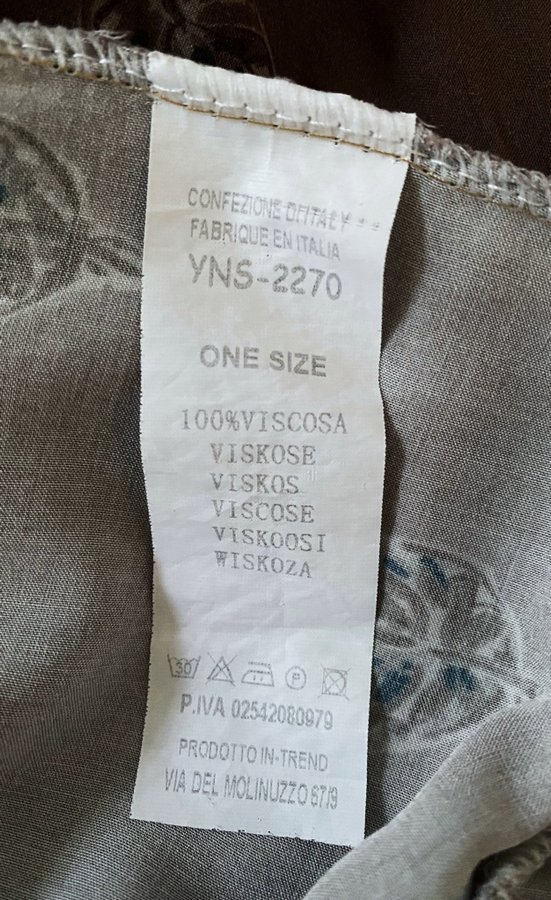 CONFEZIONE D'ITALY
FABRIQUE EN ITALIA
YNS-2270
ONE SIZE
100%VISCOSA
VISKOSE
VISKOS
VISCOSE
VISKOOSI
WISKOZA
30
P
P.IVA 02542080979
PRODOTTO IN-TREND
VIA DEL MOLINUZZO 67/9